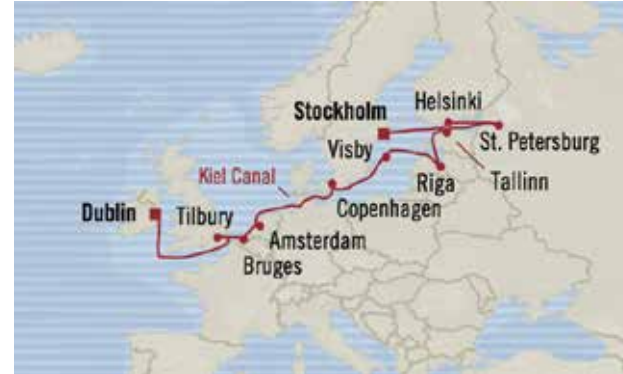 Helsinki
Stockholm
St. Petersburg
Visby
Kiel Canal
Riga
Tallinn
Copenhagen
Dublin
Tilbury
Amsterdam
Bruges